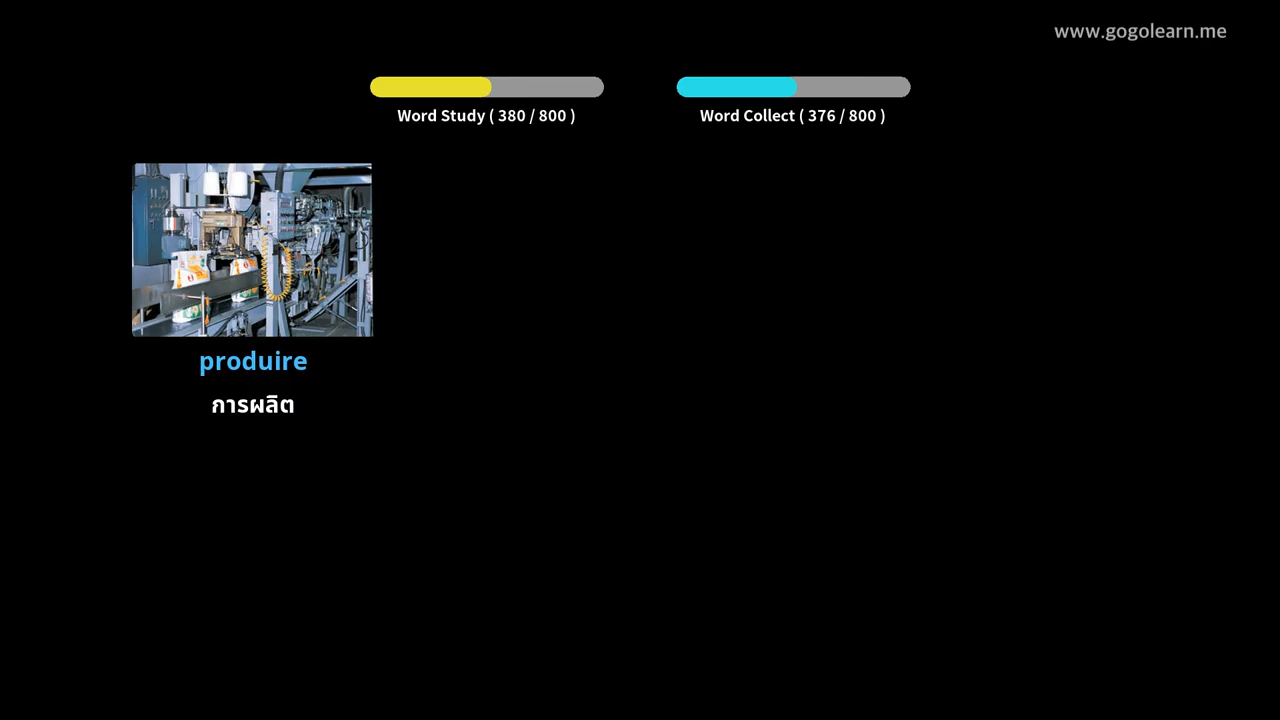 www.gogolearn.me
Word Study ( 380 / 800 )
Word Collect ( 376 / 800 )
produire
การผลิต